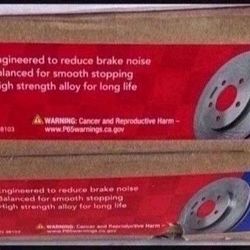 ngineered to reduce brake noise
alanced for smooth stopping
igh strength alloy for long life
WARNING: Cancer and Reproductive Harm –
www.P65warnings.ca.gov
8103
Engineered to reduce brake noise
Balanced for smooth stopping
High strength alloy for long life
WARNING: Cancer and Reproductive Harm –
www.P65warnings.ca.gov